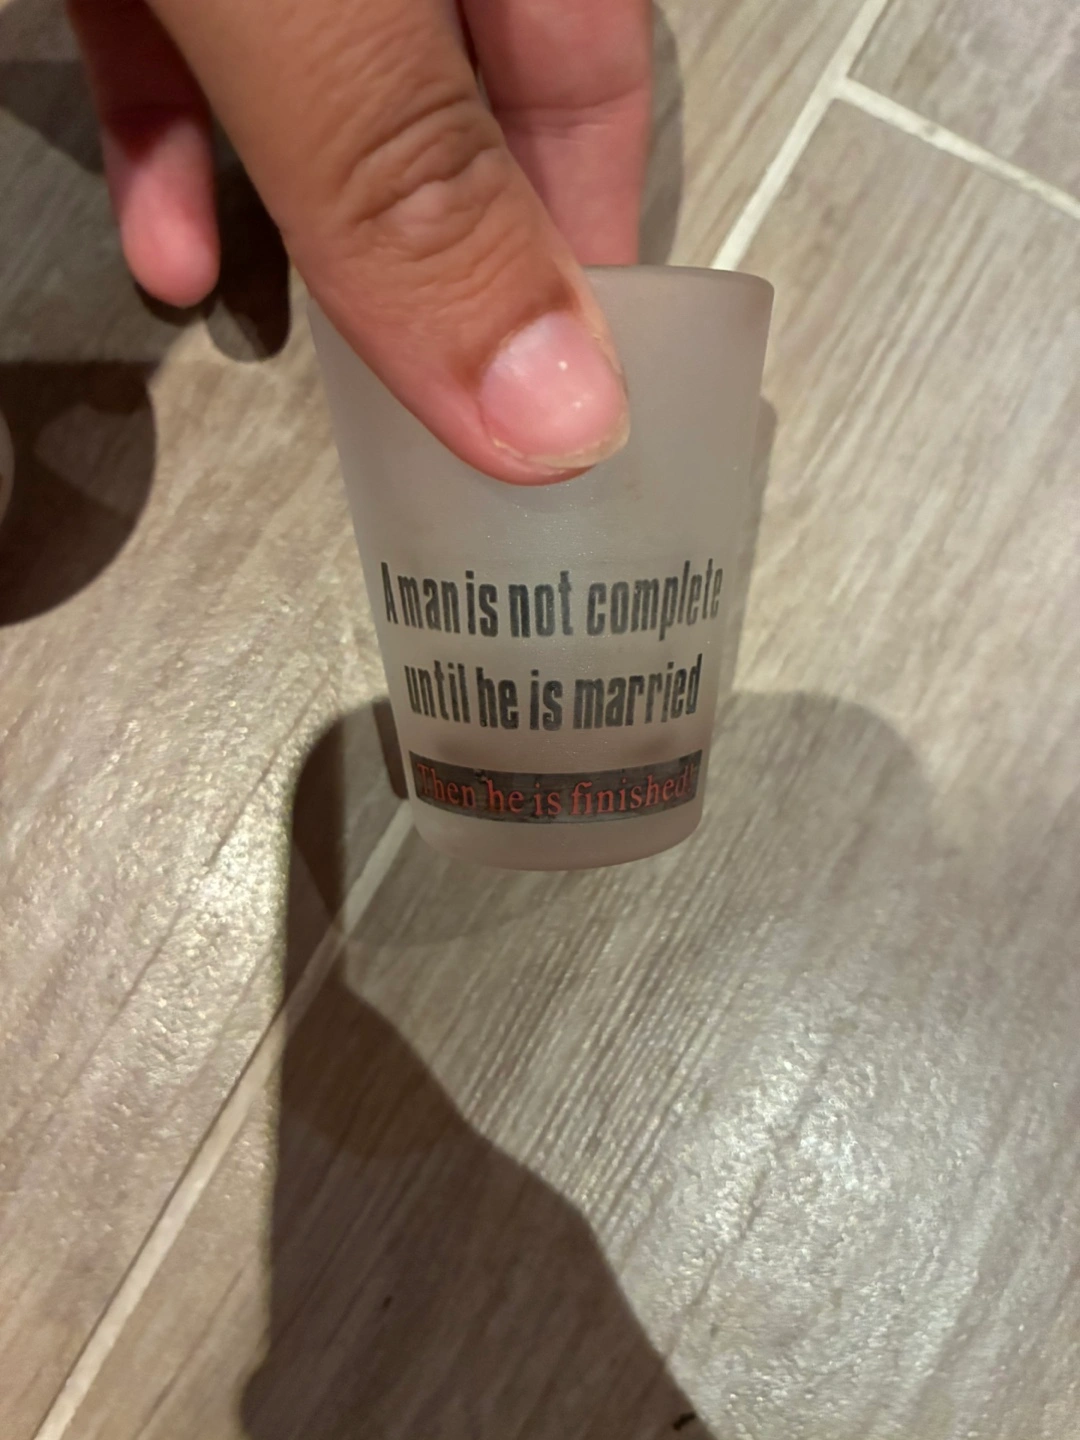 A man is not complete
until he is married
Then he is finished!